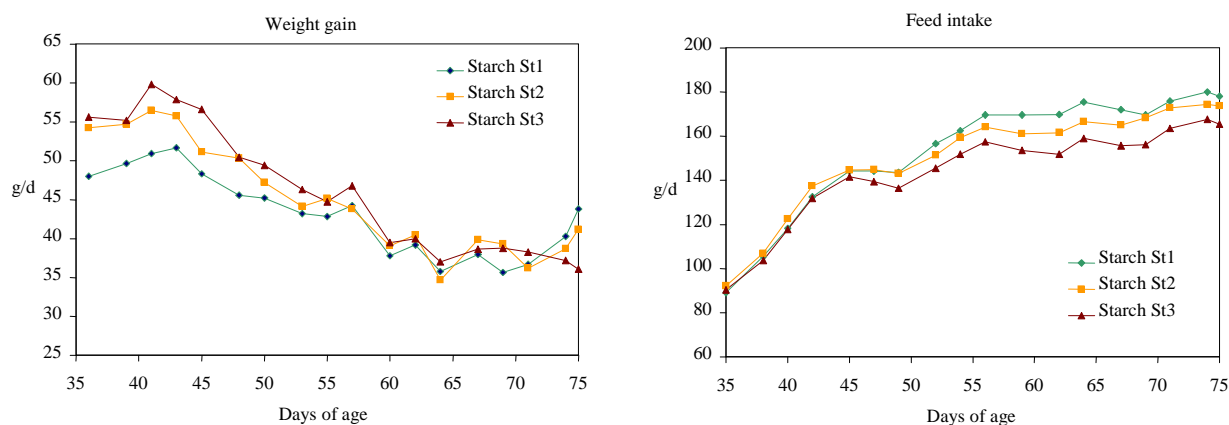 Weight gain
65
60
55
50
45
40
35
30
25
g/d
35 40 45 50 55 60 65 70 75
Days of age
Starch St1
Starch St2
Starch St3
Feed intake
200
180
160
140
120
100
80
60
g/d
35 40 45 50 55 60 65 71 75
Days of age
Starch St1
Starch St2
Starch St3